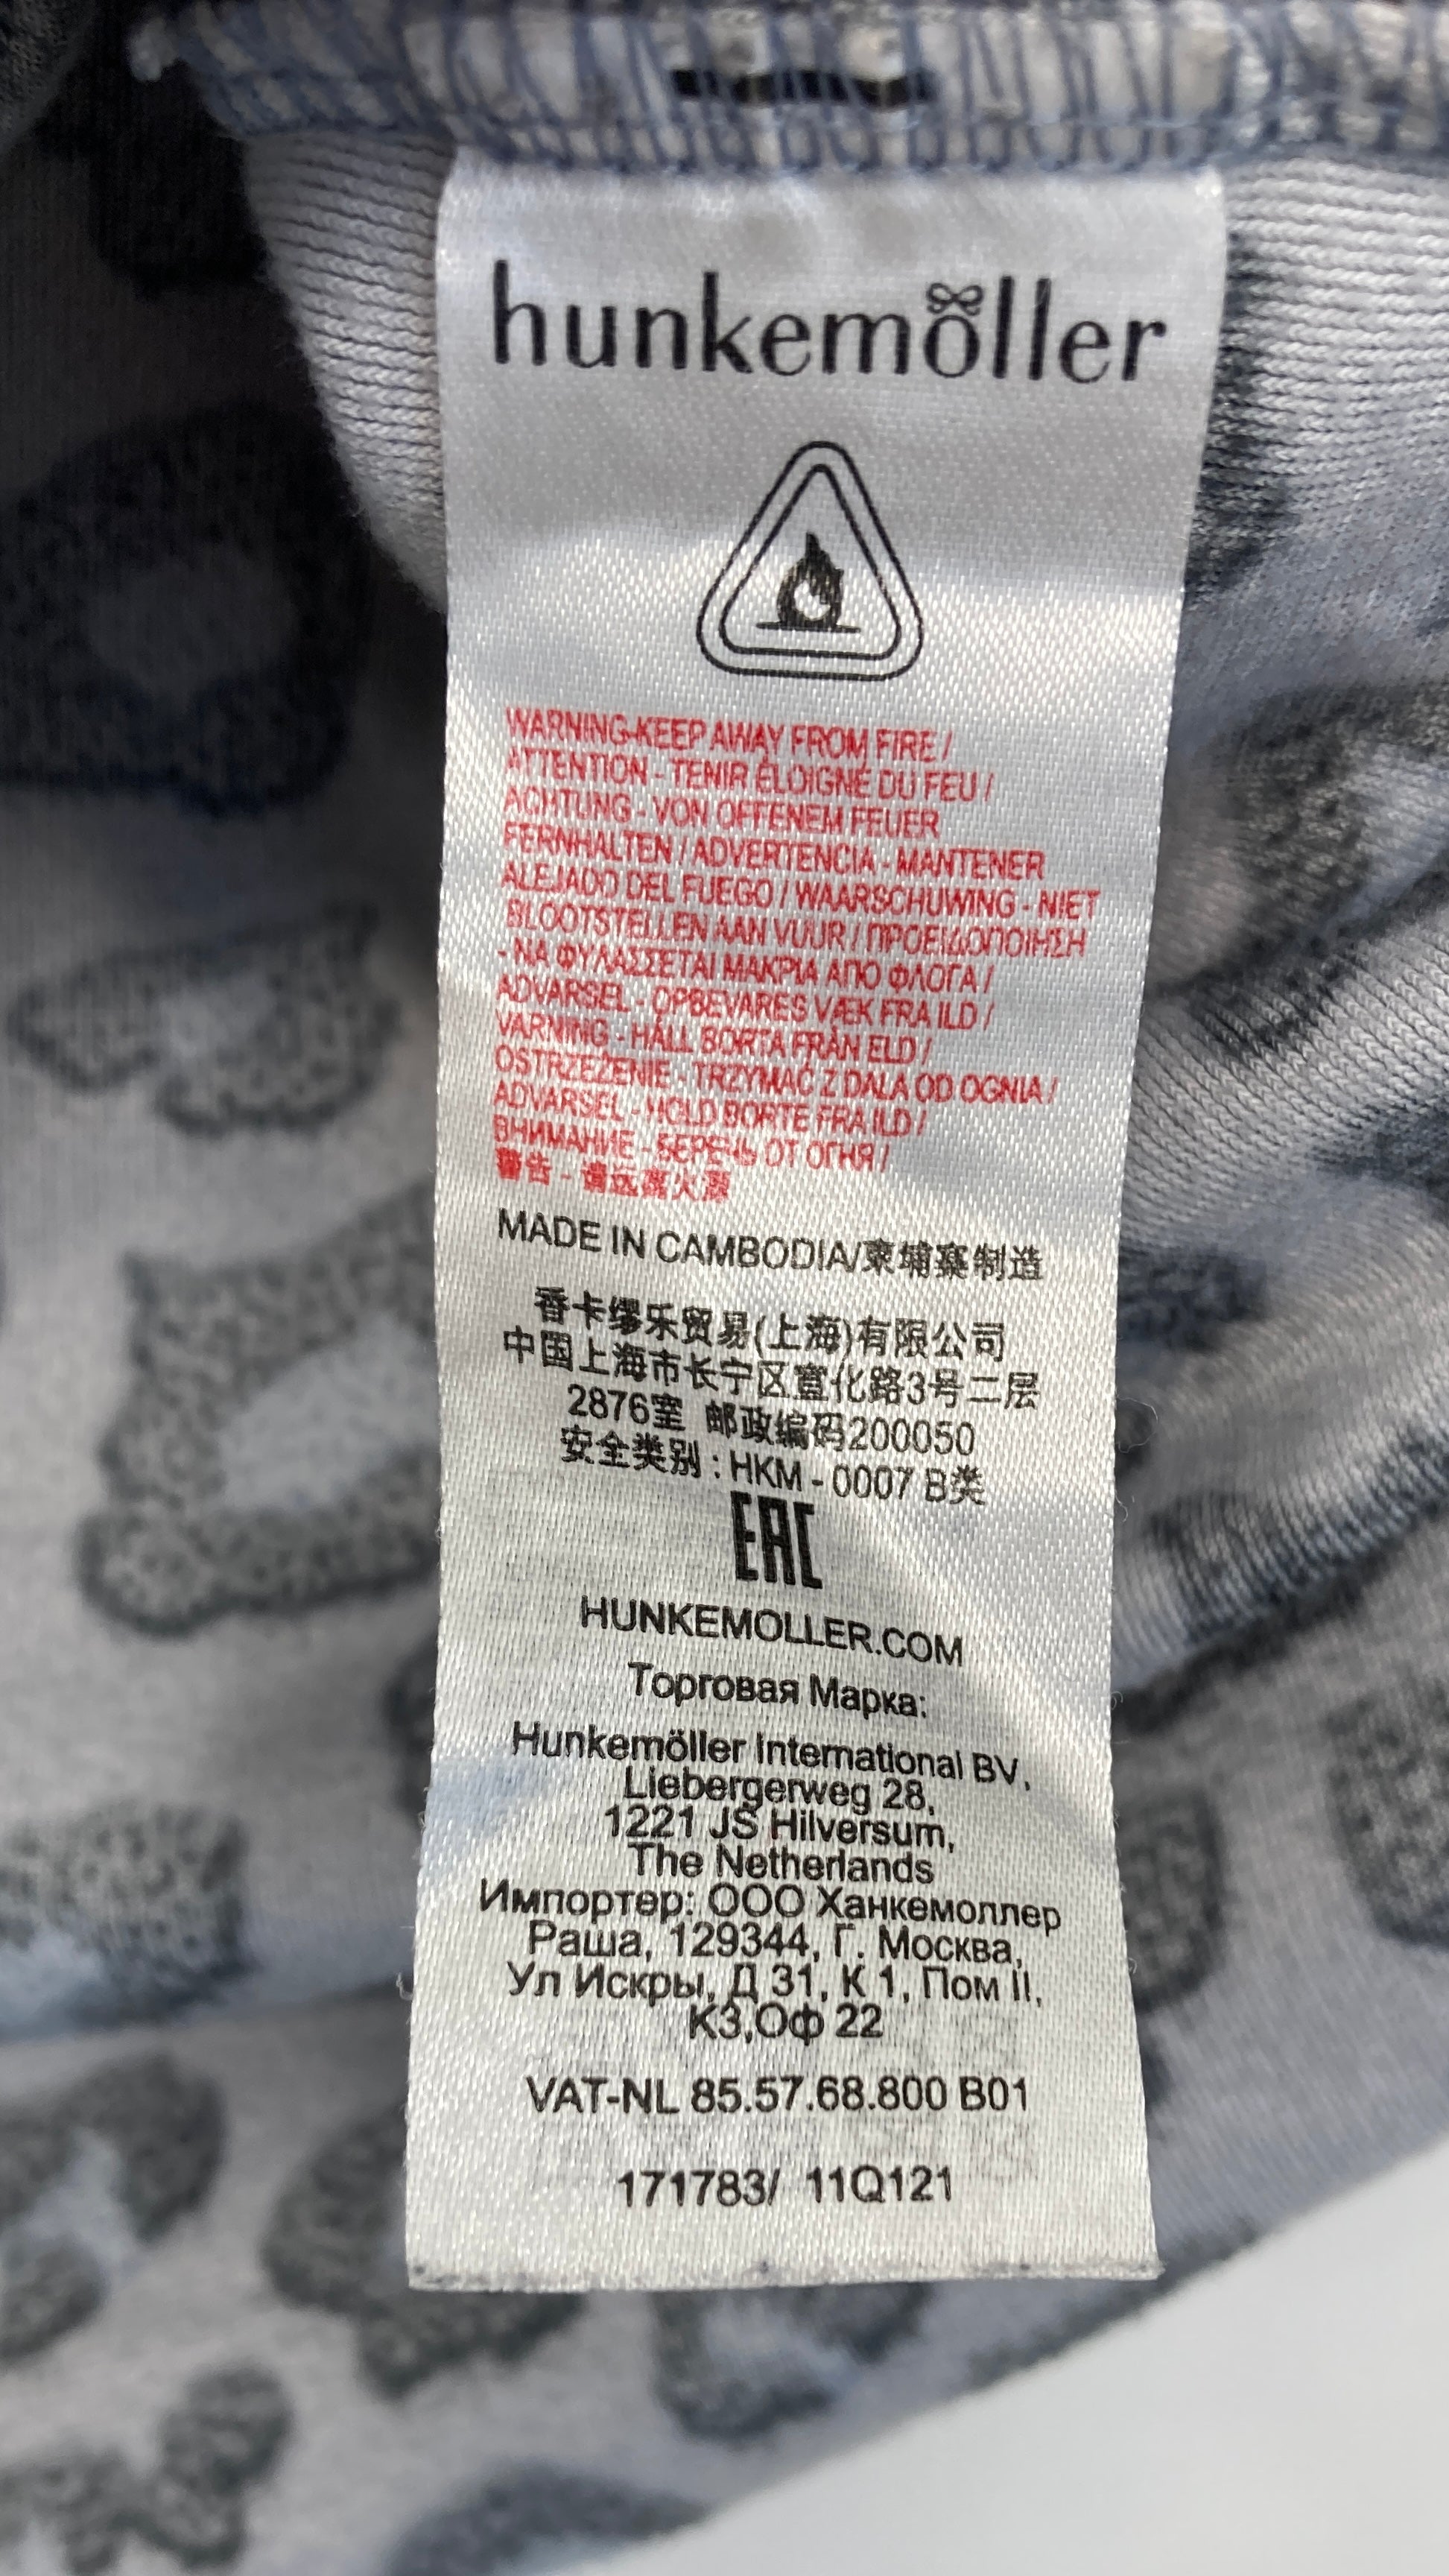 hunkemöller
WARNING-KEEP AWAY FROM FIRE /
ATTENTION - TENIR ÉLOIGNÉ DU FEU /
ACHTUNG - VON OFFENEM FEUER
FERNHALTEN / ADVERTENCIA - MANTENER
ALEJADO DEL FUEGO / WAARSCHUWING - NIET
BLOOTSTELLEN AAN VUUR / ΠΡΟΕΙΔΟΠΟΙΗΣΗ
- ΝΑ ΦΥΛΑΣΣΕΤΑΙ ΜΑΚΡΙΑ ΑΠΟ ΦΛΟΓΑ /
ADVARSEL - OPBEVARES VÆK FRA ILD /
VARNING - HÅLL BORTA FRÅN ELD /
OSTRZEŻENIE - TRZYMAĆ Z DALA OD OGNIA /
ADVARSEL - HOLD BORTE FRA ILD /
ВНИМАНИЕ - БЕРЕЧЬ ОТ ОГНЯ /
警告 - 请远离火源
MADE IN CAMBODIA/柬埔寨制造
香卡缪乐贸易(上海)有限公司
中国上海市长宁区宣化路3号二层
2876室 邮政编码200050
安全类别 : HKM - 0007 B类
EAC
HUNKEMOLLER.COM
Торговая Марка:
Hunkemöller International BV,
Liebergerweg 28,
1221 JS Hilversum,
The Netherlands
Импортер: ООО Ханкемоллер
Раша, 129344, Г. Москва,
Ул Искры, Д 31, К 1, Пом II,
К3,Оф 22
VAT-NL 85.57.68.800 B01
171783/ 11Q121